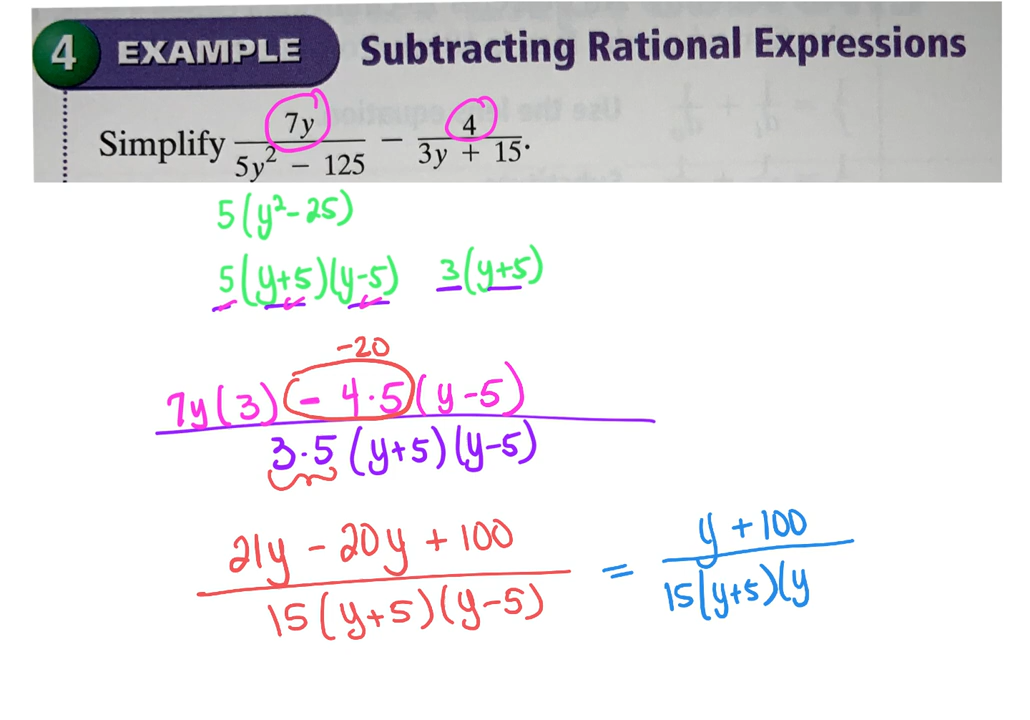 4 EXAMPLE Subtracting Rational Expressions
Simplify 7y/(5y² − 125) − 4/(3y + 15).
5(y²-25)
5(y+5)(y-5) 3(y+5)
-20
7y(3) - 4·5(y-5)
3·5(y+5)(y-5)
21y - 20y + 100 = y + 100
15(y+5)(y-5) 15(y+5)(y